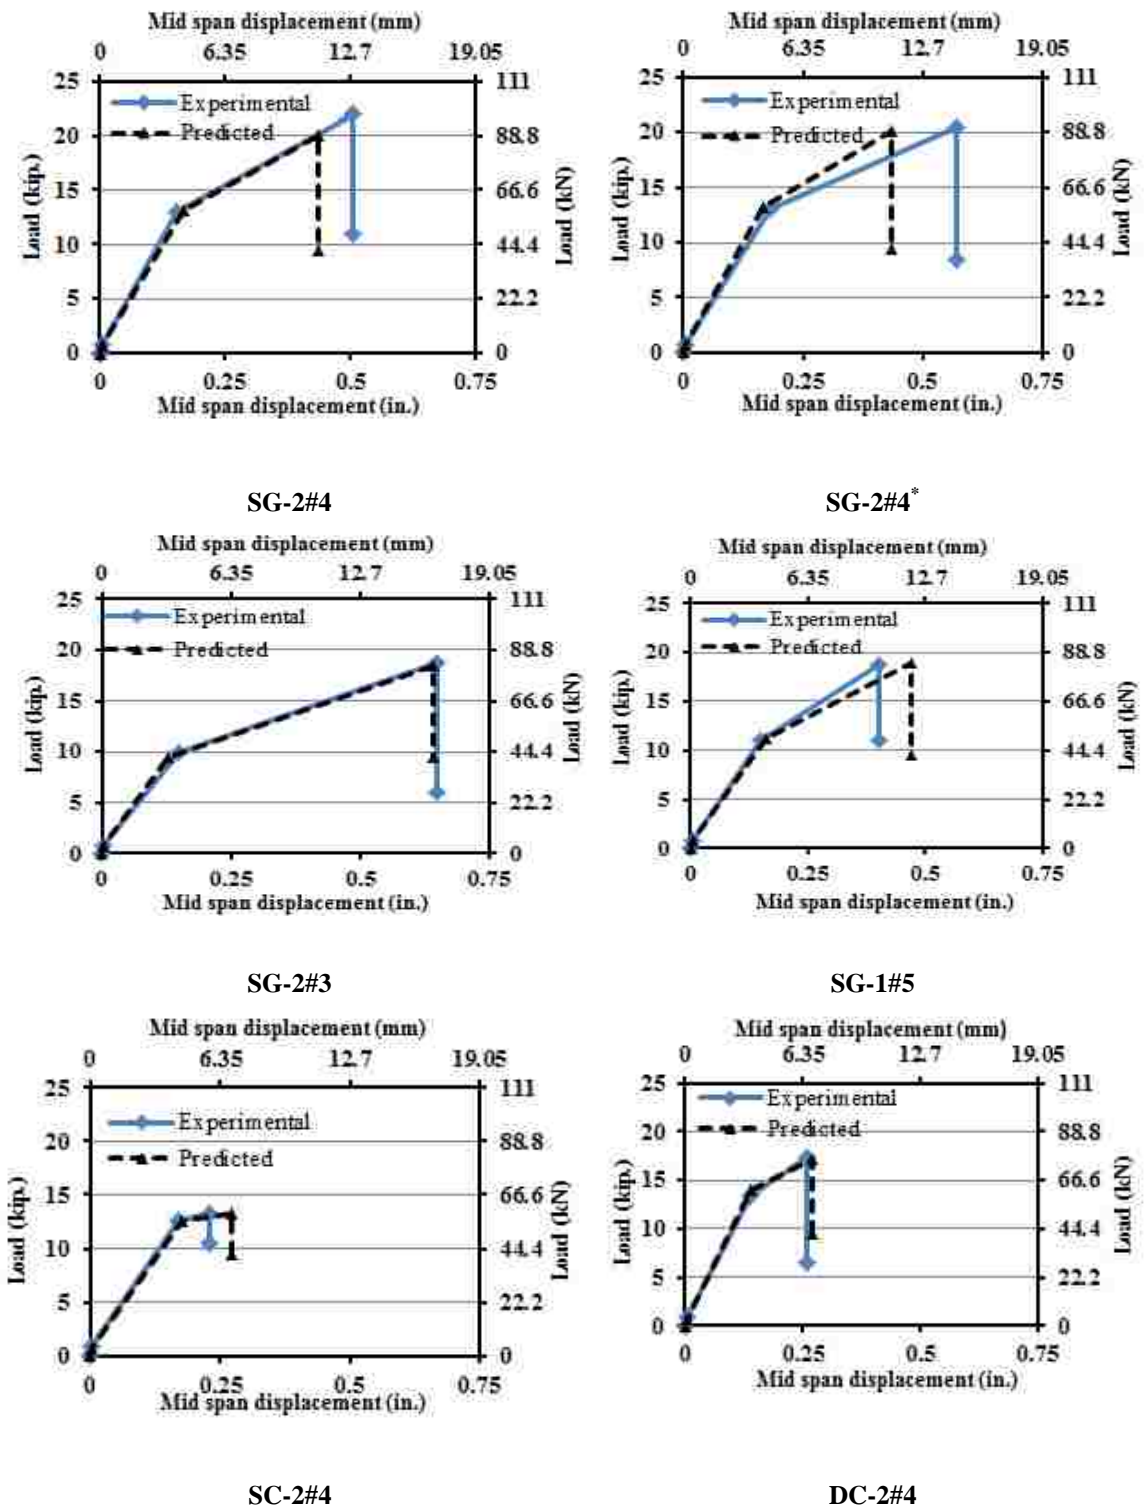 Mid span displacement (mm)
0 6.35 12.7 19.05
25 111
Experimental
20 Predicted 88.8
15 66.6
10 44.4
5 22.2
0 0
Load (kip.)
Load (kN)
0 0.25 0.5 0.75
Mid span displacement (in.)
SG-2#4
Mid span displacement (mm)
0 6.35 12.7 19.05
25 111
Experimental
20 Predicted 88.8
15 66.6
10 44.4
5 22.2
0 0
Load (kip.)
Load (kN)
0 0.25 0.5 0.75
Mid span displacement (in.)
SG-2#4*
Mid span displacement (mm)
0 6.35 12.7 19.05
25 111
Experimental
20 Predicted 88.8
15 66.6
10 44.4
5 22.2
0 0
Load (kip.)
Load (kN)
0 0.25 0.5 0.75
Mid span displacement (in.)
SG-2#3
Mid span displacement (mm)
0 6.35 12.7 19.05
25 111
Experimental
20 Predicted 88.8
15 66.6
10 44.4
5 22.2
0 0
Load (kip.)
Load (kN)
0 0.25 0.5 0.75
Mid span displacement (in.)
SG-1#5
Mid span displacement (mm)
0 6.35 12.7 19.05
25 111
Experimental
20 88.8
Predicted
15 66.6
10 44.4
5 22.2
0 0
Load (kip.)
Load (kN)
0 0.25 0.5 0.75
Mid span displacement (in.)
SC-2#4
Mid span displacement (mm)
0 6.35 12.7 19.05
25 111
Experimental
20 Predicted 88.8
15 66.6
10 44.4
5 22.2
0 0
Load (kip.)
Load (kN)
0 0.25 0.5 0.75
Mid span displacement (in.)
DC-2#4